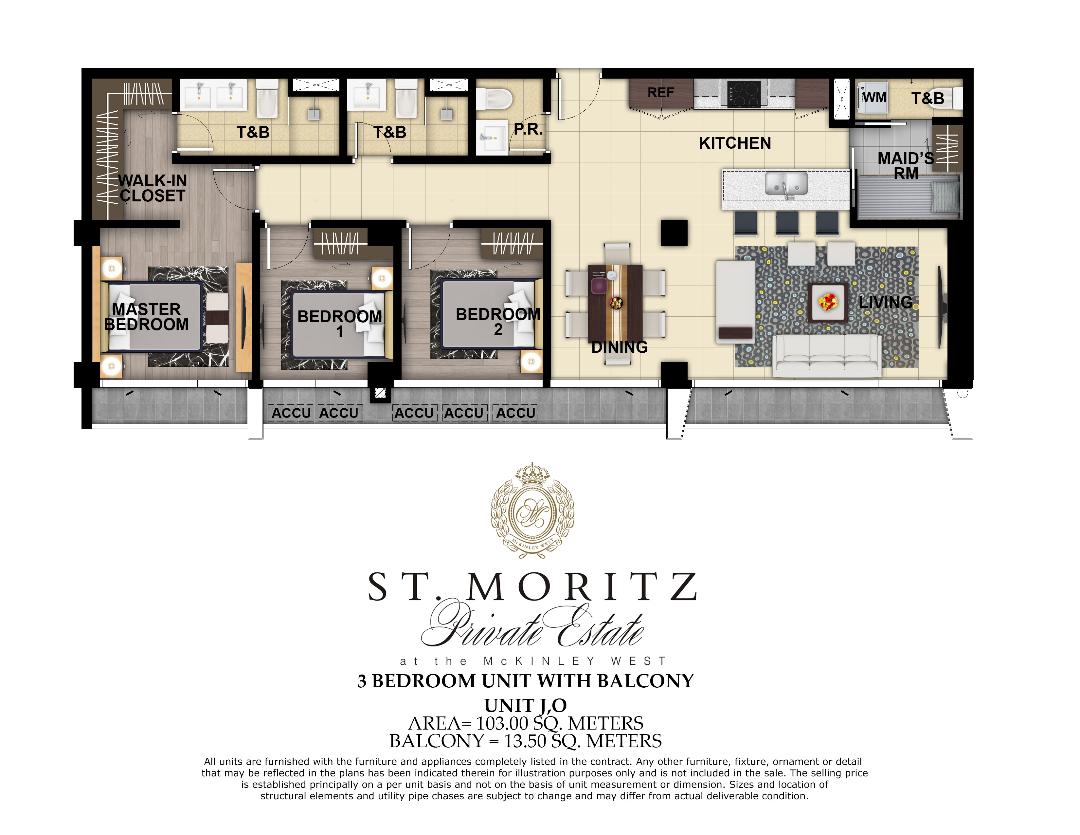 REF
WM
T&B
T&B
T&B
P.R.
KITCHEN
MAID'S
RM
WALK-IN
CLOSET
MASTER
BEDROOM
BEDROOM
1
BEDROOM
2
LIVING
DINING
ACCU ACCU ACCU ACCU ACCU
McKINLEY WEST
ST. MORITZ
Private Estate
at the McKINLEY WEST
3 BEDROOM UNIT WITH BALCONY
UNIT J,O
AREA= 103.00 SQ. METERS
BALCONY = 13.50 SQ. METERS
All units are furnished with the furniture and appliances completely listed in the contract. Any other furniture, fixture, ornament or detail
that may be reflected in the plans has been indicated therein for illustration purposes only and is not included in the sale. The selling price
is established principally on a per unit basis and not on the basis of unit measurement or dimension. Sizes and location of
structural elements and utility pipe chases are subject to change and may differ from actual deliverable condition.